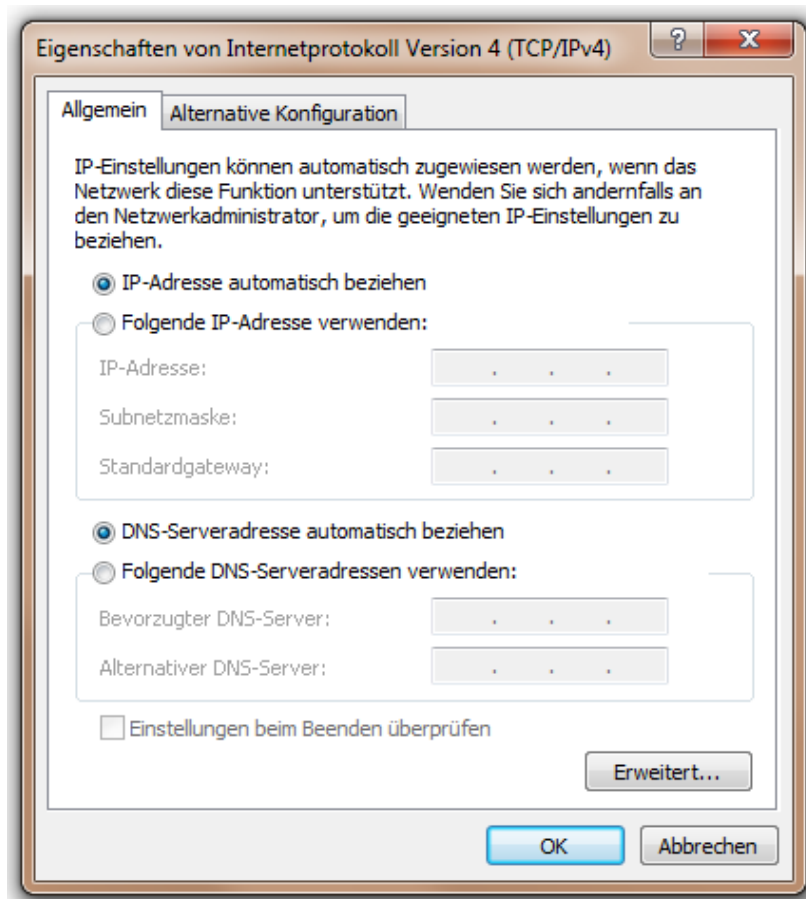 Eigenschaften von Internetprotokoll Version 4 (TCP/IPv4)
?
X
Allgemein
Alternative Konfiguration
IP-Einstellungen können automatisch zugewiesen werden, wenn das
Netzwerk diese Funktion unterstützt. Wenden Sie sich andernfalls an
den Netzwerkadministrator, um die geeigneten IP-Einstellungen zu
beziehen.
IP-Adresse automatisch beziehen
Folgende IP-Adresse verwenden:
IP-Adresse: . . .
Subnetzmaske: . . .
Standardgateway: . . .
DNS-Serveradresse automatisch beziehen
Folgende DNS-Serveradressen verwenden:
Bevorzugter DNS-Server: . . .
Alternativer DNS-Server: . . .
Einstellungen beim Beenden überprüfen
Erweitert...
OK
Abbrechen